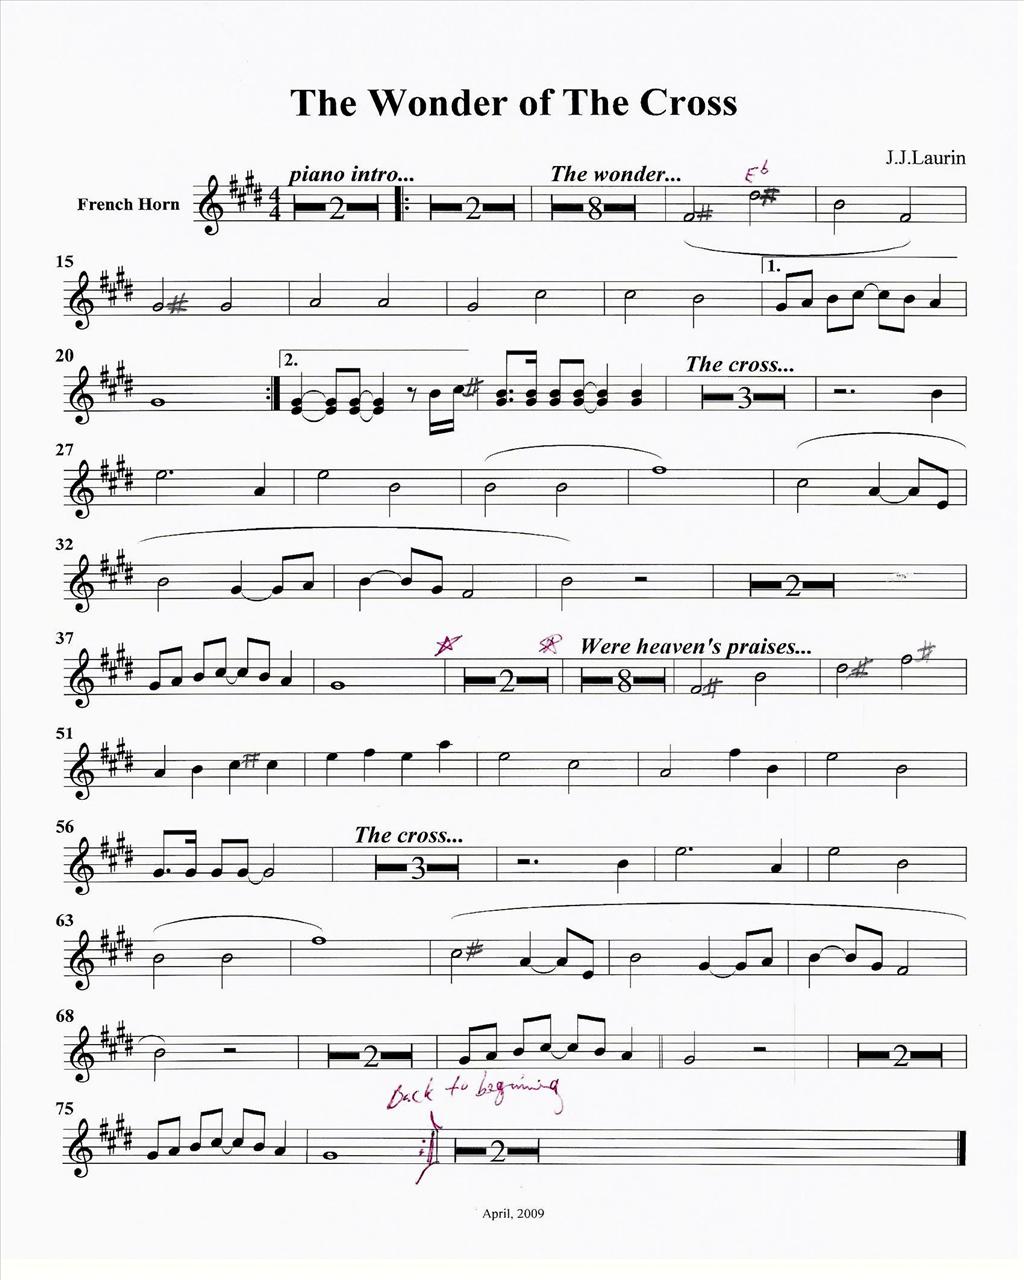 The Wonder of The Cross
J.J.Laurin
piano intro... The wonder... E♭
French Horn 4/4 2 2 8
15 1.
20 2. The cross... 3
27
32 2
37 Were heaven's praises... 2 8
51
56 The cross... 3
63
68 2 2
Back to beginning
75 2
April, 2009